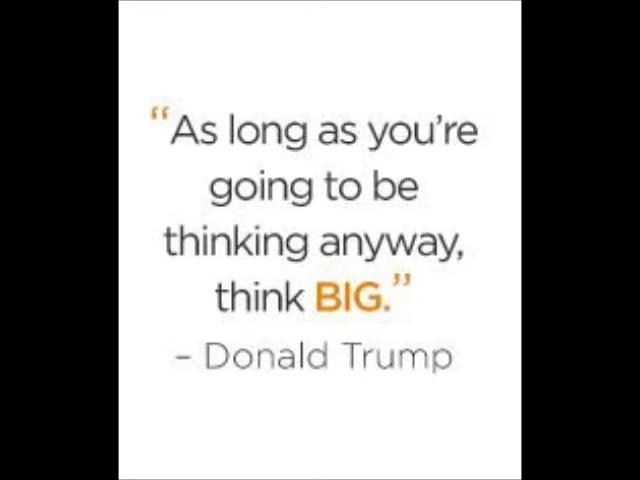 “As long as you’re
going to be
thinking anyway,
think BIG.”
– Donald Trump